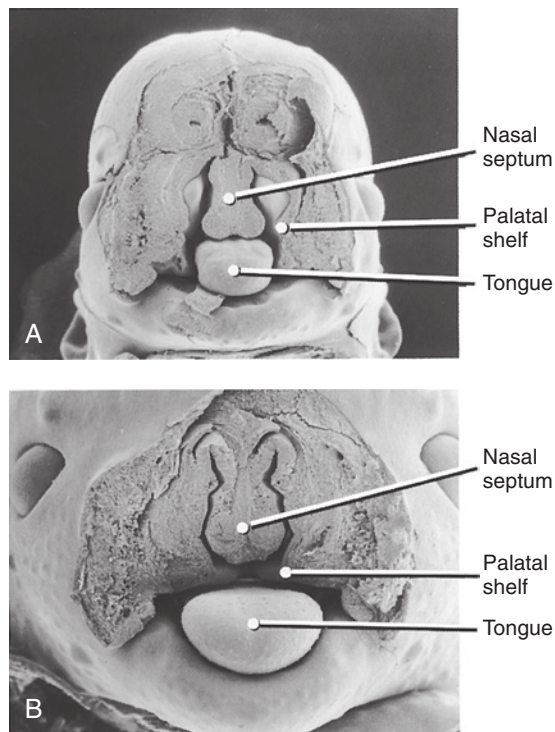 Nasal
septum
Palatal
shelf
Tongue
A
Nasal
septum
Palatal
shelf
Tongue
B